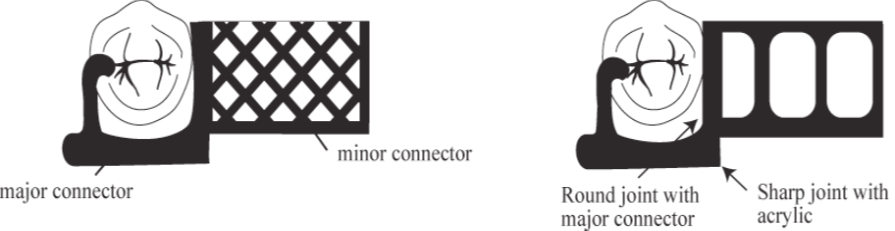 minor connector
major connector
Round joint with
major connector
Sharp joint with
acrylic